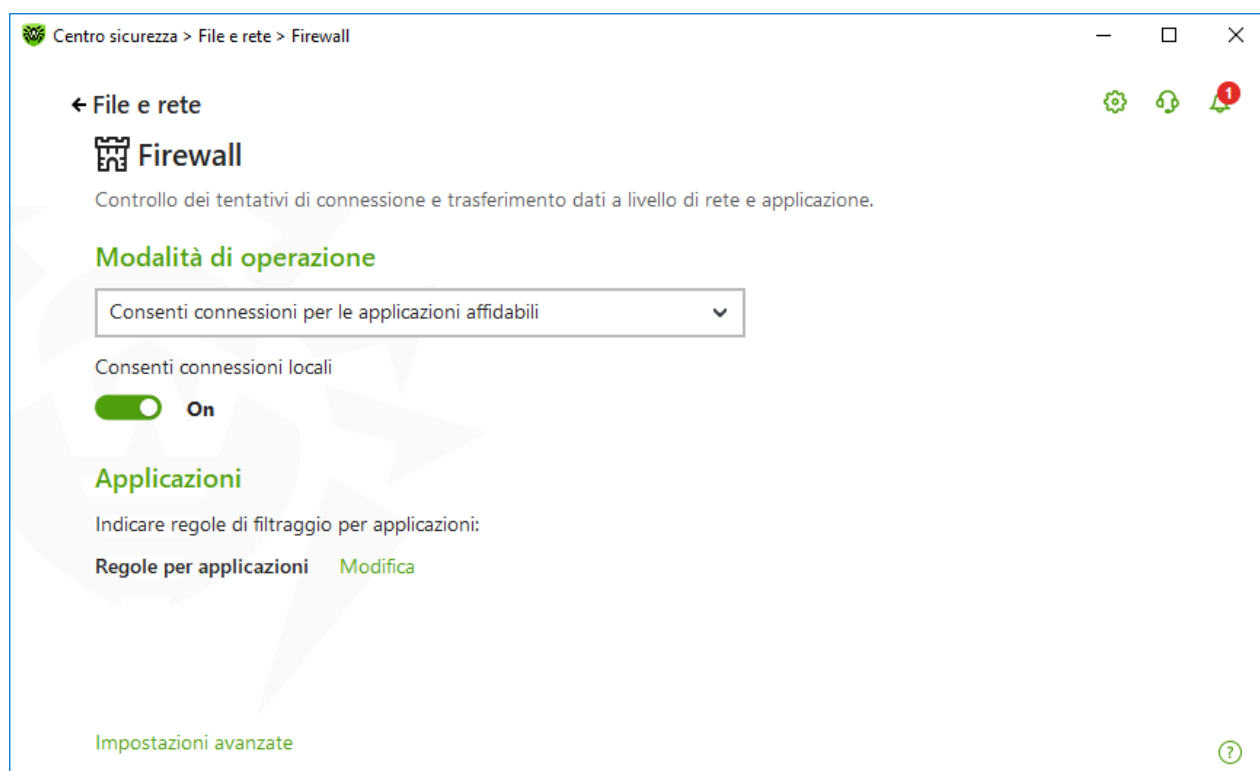 Centro sicurezza > File e rete > Firewall
File e rete
1
Firewall
Controllo dei tentativi di connessione e trasferimento dati a livello di rete e applicazione.
Modalità di operazione
Consenti connessioni per le applicazioni affidabili
Consenti connessioni locali
On
Applicazioni
Indicare regole di filtraggio per applicazioni:
Regole per applicazioni Modifica
Impostazioni avanzate
?